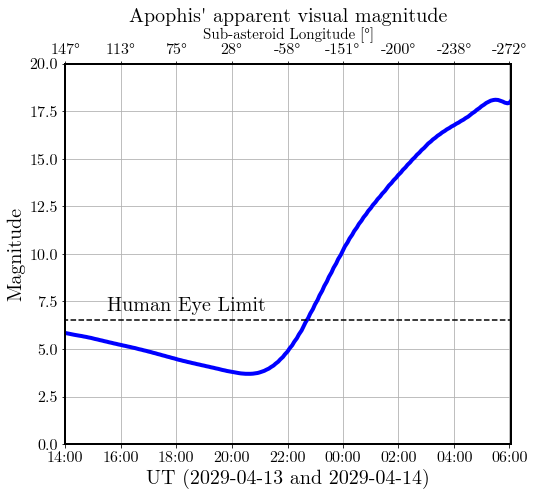 Apophis' apparent visual magnitude
Sub-asteroid Longitude [°]
147° 113° 75° 28° -58° -151° -200° -238° -272°
20.0
17.5
15.0
12.5
10.0
7.5
5.0
2.5
0.0
Magnitude
Human Eye Limit
14:00 16:00 18:00 20:00 22:00 00:00 02:00 04:00 06:00
UT (2029-04-13 and 2029-04-14)